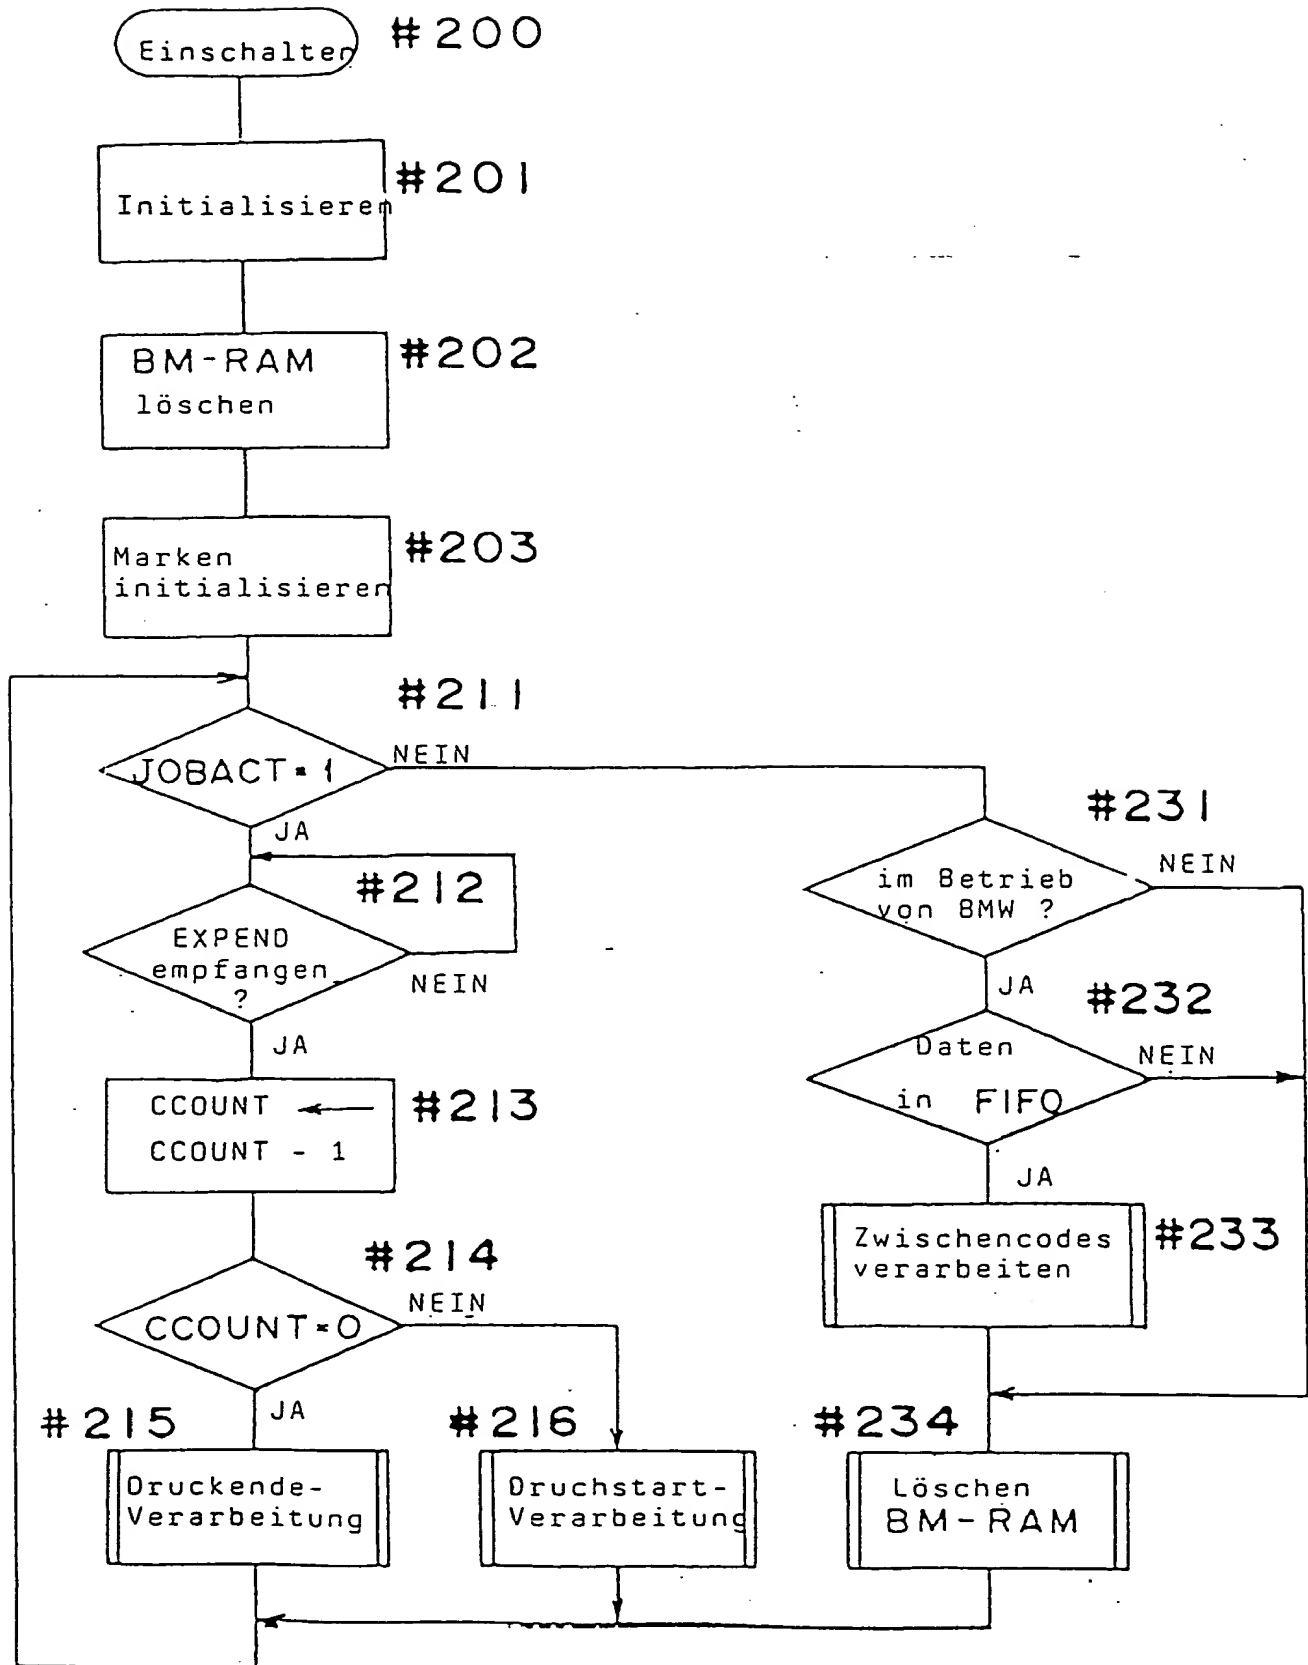 Einschalten
#200
Initialisieren
#201
BM-RAM
löschen
#202
Marken
initialisieren
#203
#211
JOBACT=1
NEIN
JA
#212
EXPEND
empfangen
?
NEIN
JA
CCOUNT ←
CCOUNT - 1
#213
#214
CCOUNT=0
NEIN
JA
#215
Druckende-
Verarbeitung
#216
Druchstart-
Verarbeitung
#231
im Betrieb
von BMW ?
NEIN
JA
#232
Daten
in FIFO
NEIN
JA
Zwischencodes
verarbeiten
#233
#234
Löschen
BM-RAM